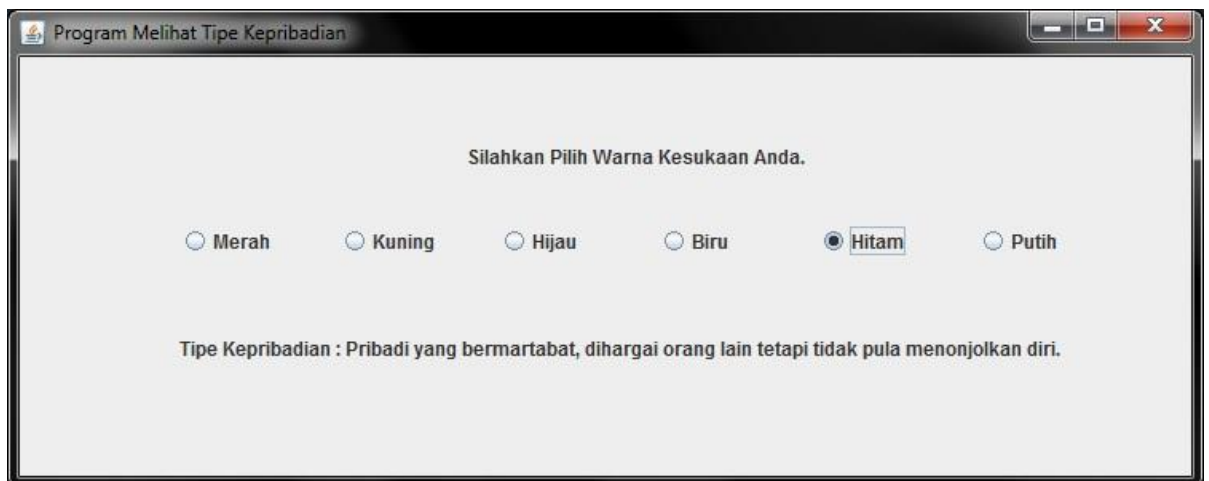 Program Melihat Tipe Kepribadian
Silahkan Pilih Warna Kesukaan Anda.
Merah Kuning Hijau Biru Hitam Putih
Tipe Kepribadian : Pribadi yang bermartabat, dihargai orang lain tetapi tidak pula menonjolkan diri.